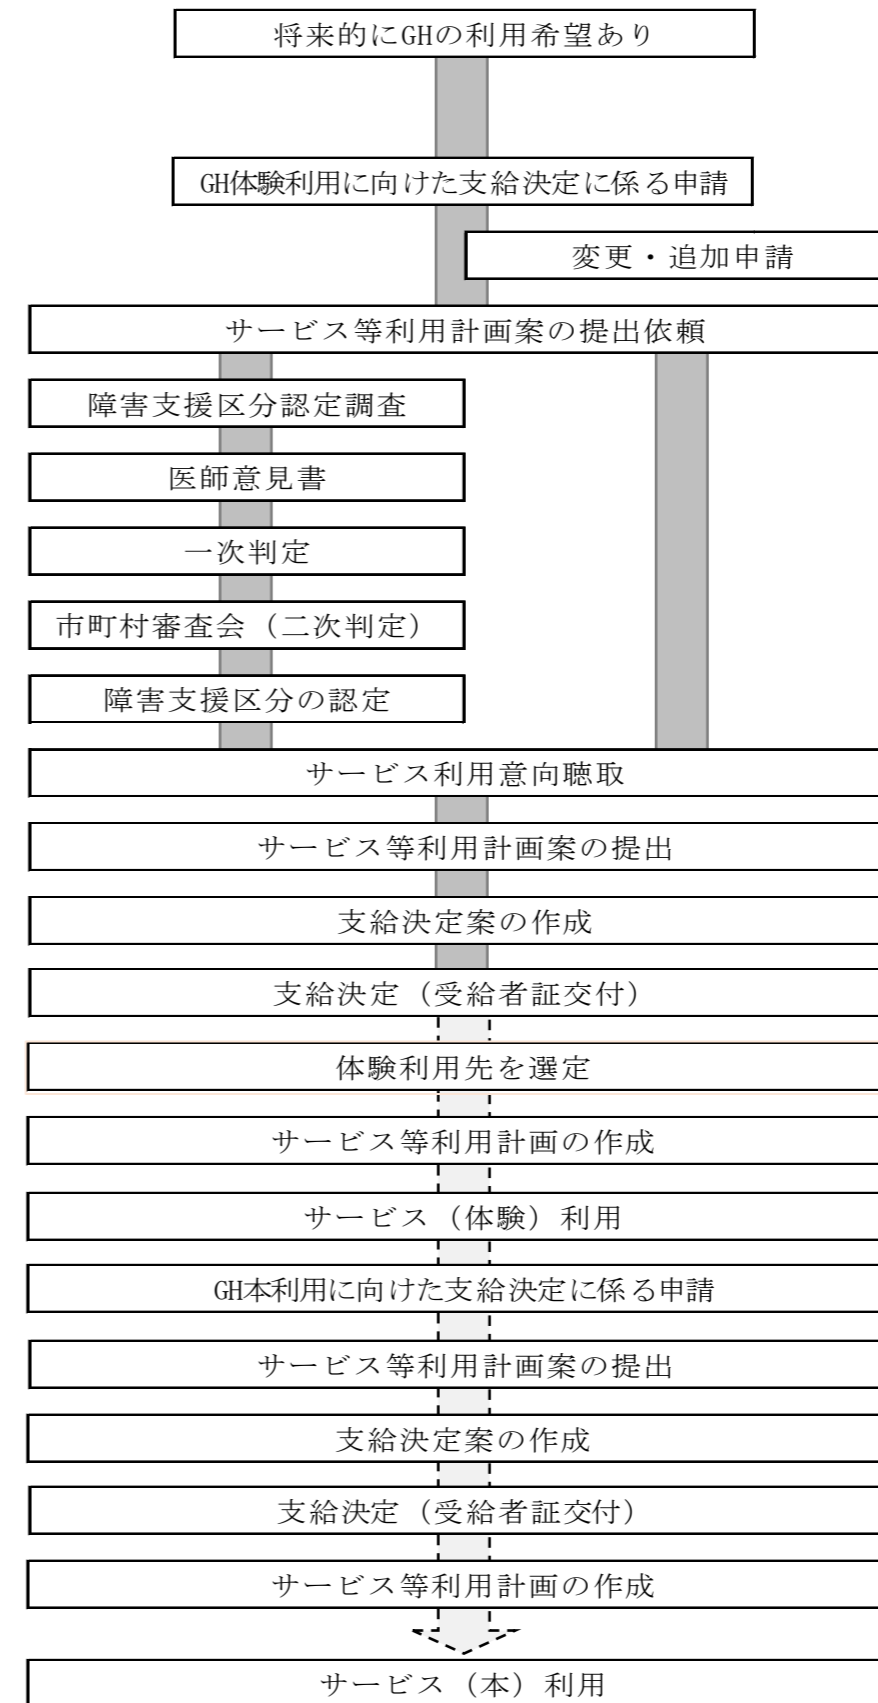 将来的にGHの利用希望あり
GH体験利用に向けた支給決定に係る申請
変更・追加申請
サービス等利用計画案の提出依頼
障害支援区分認定調査
医師意見書
一次判定
市町村審査会（二次判定）
障害支援区分の認定
サービス利用意向聴取
サービス等利用計画案の提出
支給決定案の作成
支給決定（受給者証交付）
体験利用先を選定
サービス等利用計画の作成
サービス（体験）利用
GH本利用に向けた支給決定に係る申請
サービス等利用計画案の提出
支給決定案の作成
支給決定（受給者証交付）
サービス等利用計画の作成
サービス（本）利用